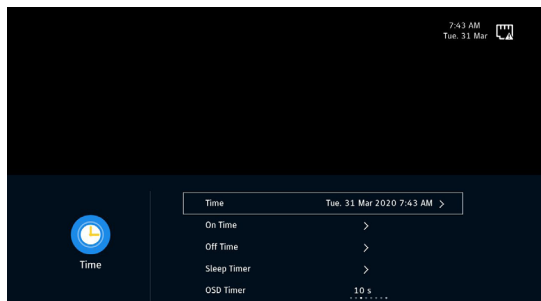 7:43 AM
Tue. 31 Mar
Time Tue. 31 Mar 2020 7:43 AM
On Time
Off Time
Time
Sleep Timer
OSD Timer 10 s